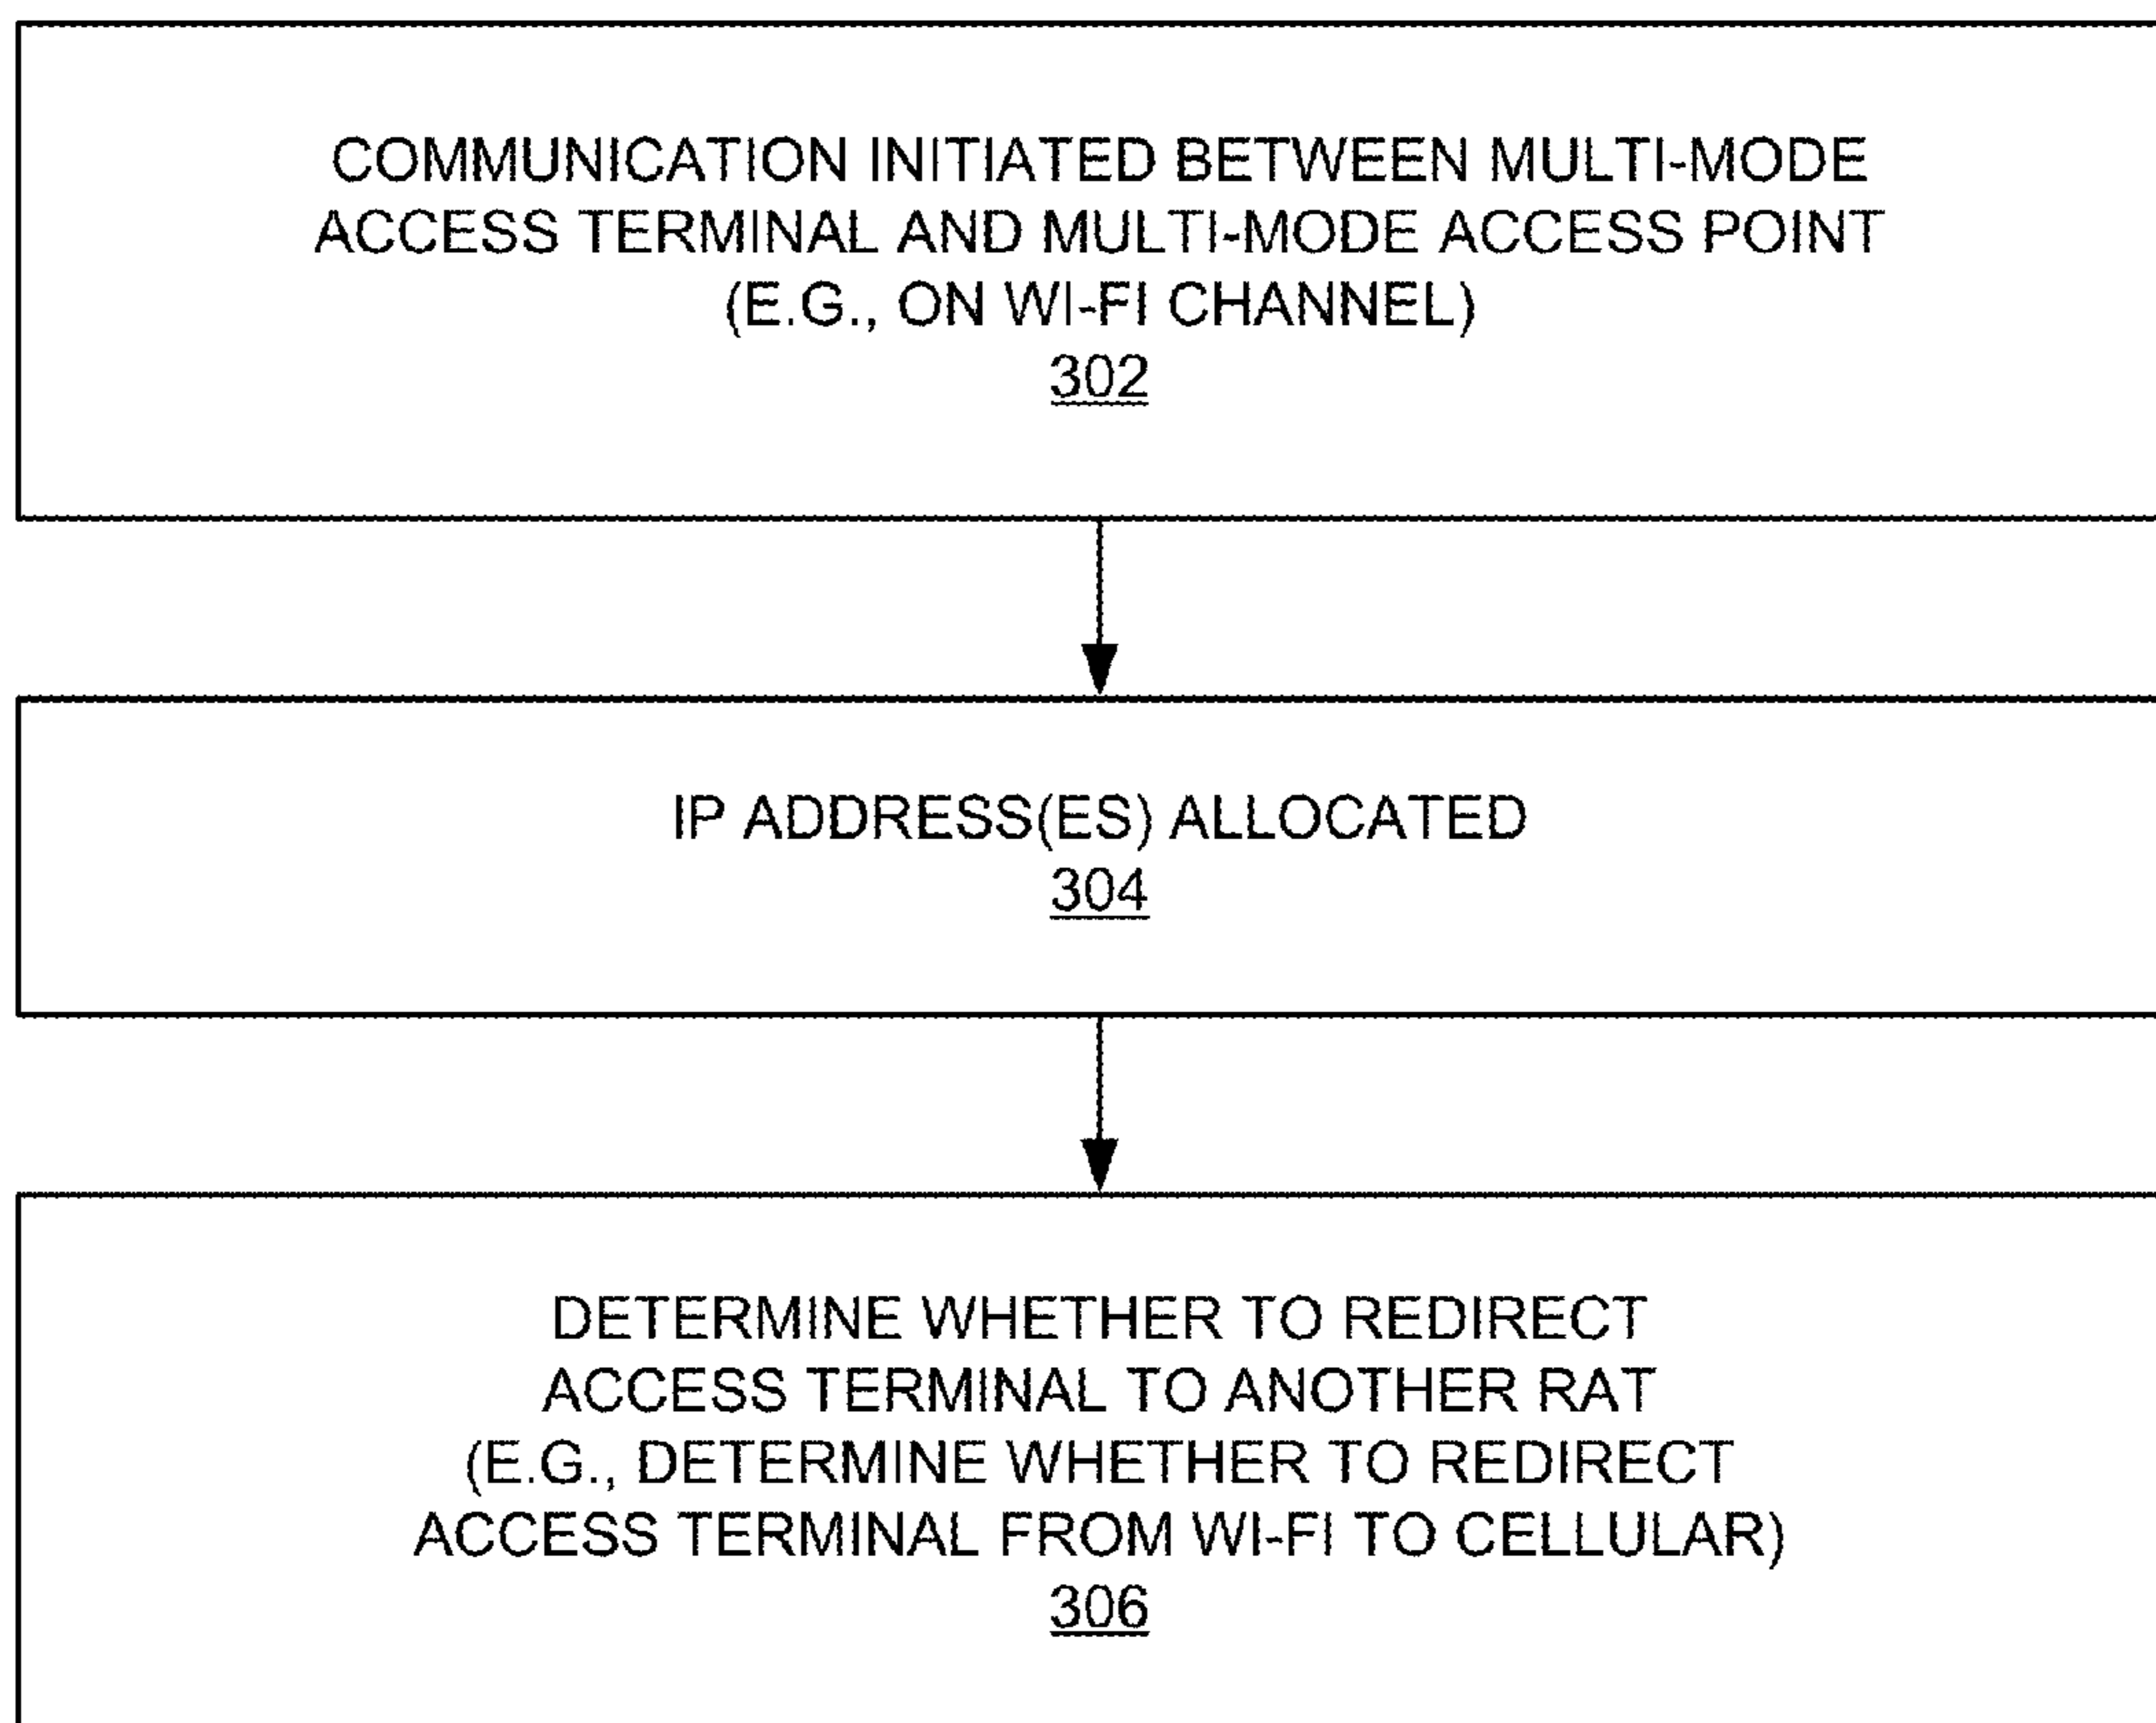 COMMUNICATION INITIATED BETWEEN MULTI-MODE
ACCESS TERMINAL AND MULTI-MODE ACCESS POINT
(E.G., ON WI-FI CHANNEL)
302
IP ADDRESS(ES) ALLOCATED
304
DETERMINE WHETHER TO REDIRECT
ACCESS TERMINAL TO ANOTHER RAT
(E.G., DETERMINE WHETHER TO REDIRECT
ACCESS TERMINAL FROM WI-FI TO CELLULAR)
306